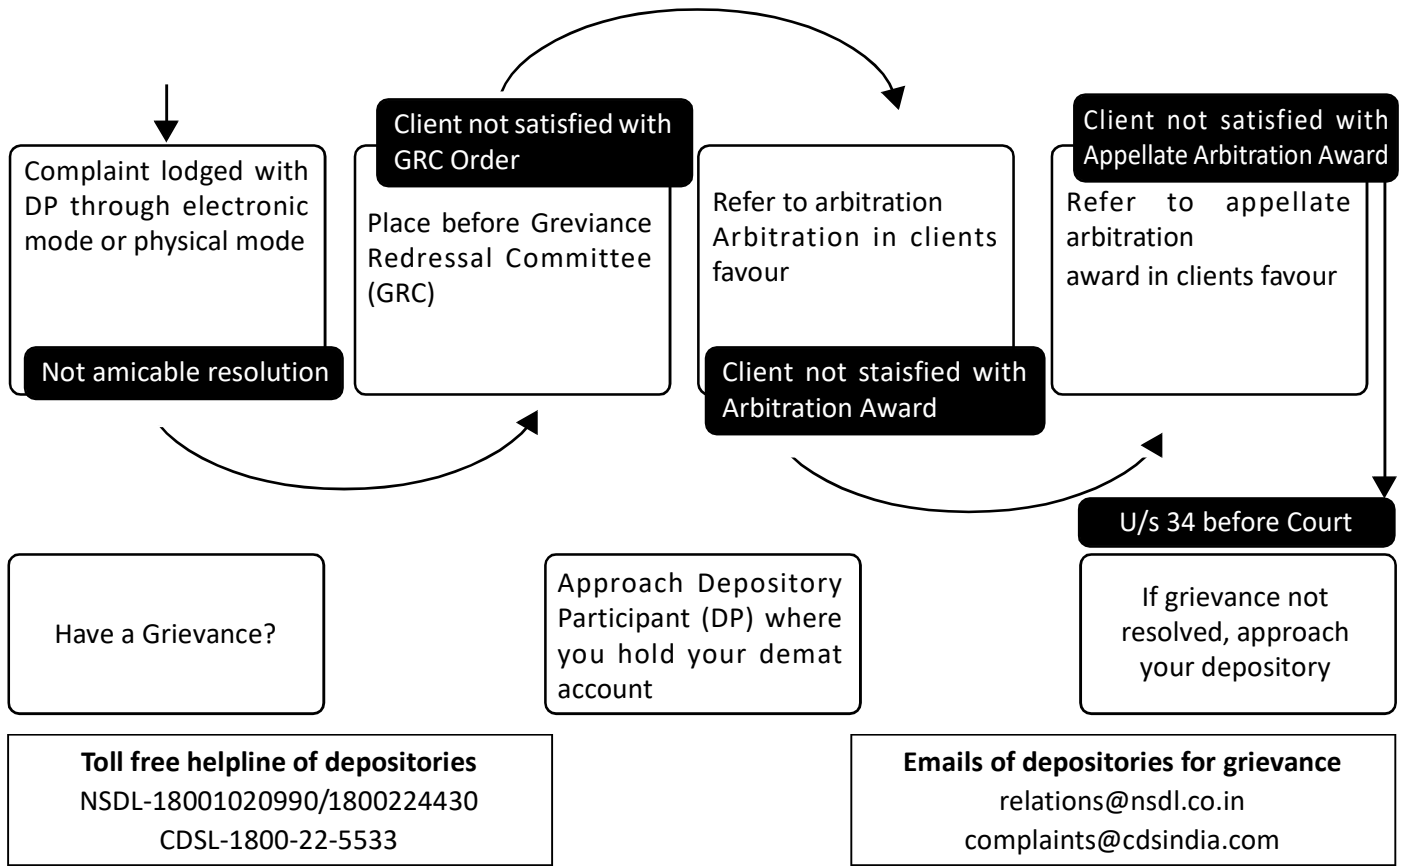 Complaint lodged with
DP through electronic
mode or physical mode
Not amicable resolution
Client not satisfied with
GRC Order
Place before Greviance
Redressal Committee
(GRC)
Refer to arbitration
Arbitration in clients
favour
Client not staisfied with
Arbitration Award
Client not satisfied with
Appellate Arbitration Award
Refer to appellate
arbitration
award in clients favour
U/s 34 before Court
Have a Grievance?
Approach Depository
Participant (DP) where
you hold your demat
account
If grievance not
resolved, approach
your depository
Toll free helpline of depositories
NSDL-18001020990/1800224430
CDSL-1800-22-5533
Emails of depositories for grievance
relations@nsdl.co.in
complaints@cdsindia.com